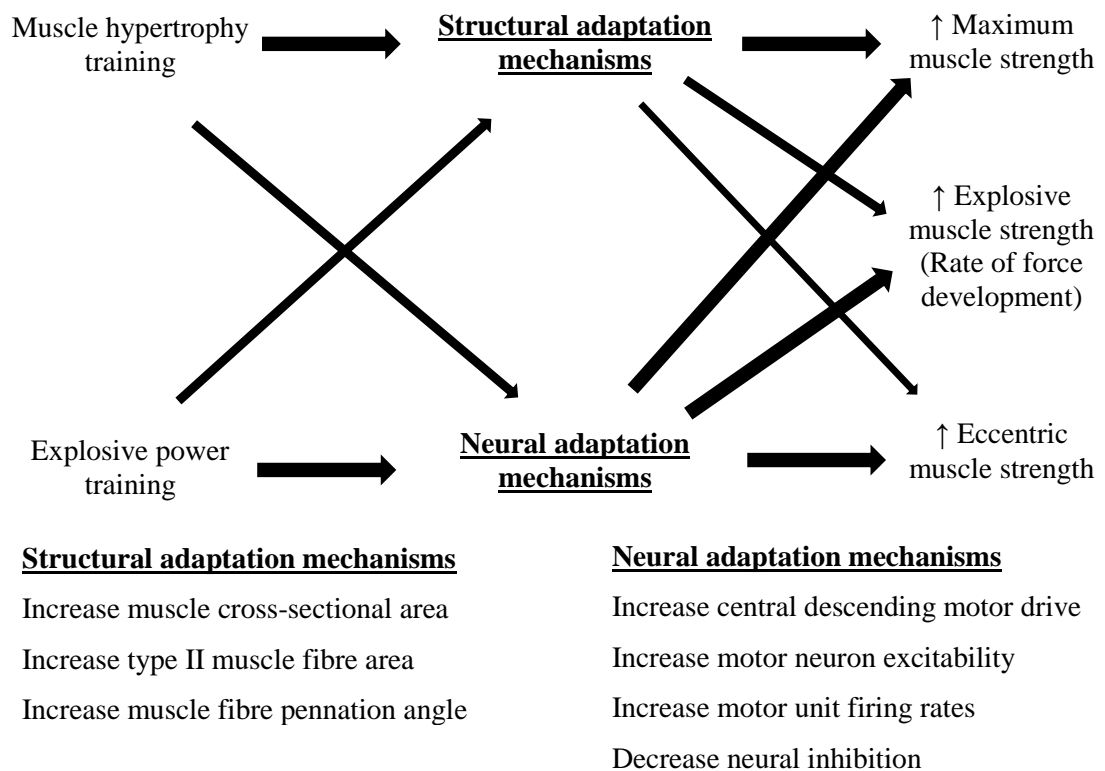 Muscle hypertrophy
training
Structural adaptation
mechanisms
↑ Maximum
muscle strength
↑ Explosive
muscle strength
(Rate of force
development)
Explosive power
training
Neural adaptation
mechanisms
↑ Eccentric
muscle strength
Structural adaptation mechanisms
Increase muscle cross-sectional area
Increase type II muscle fibre area
Increase muscle fibre pennation angle
Neural adaptation mechanisms
Increase central descending motor drive
Increase motor neuron excitability
Increase motor unit firing rates
Decrease neural inhibition